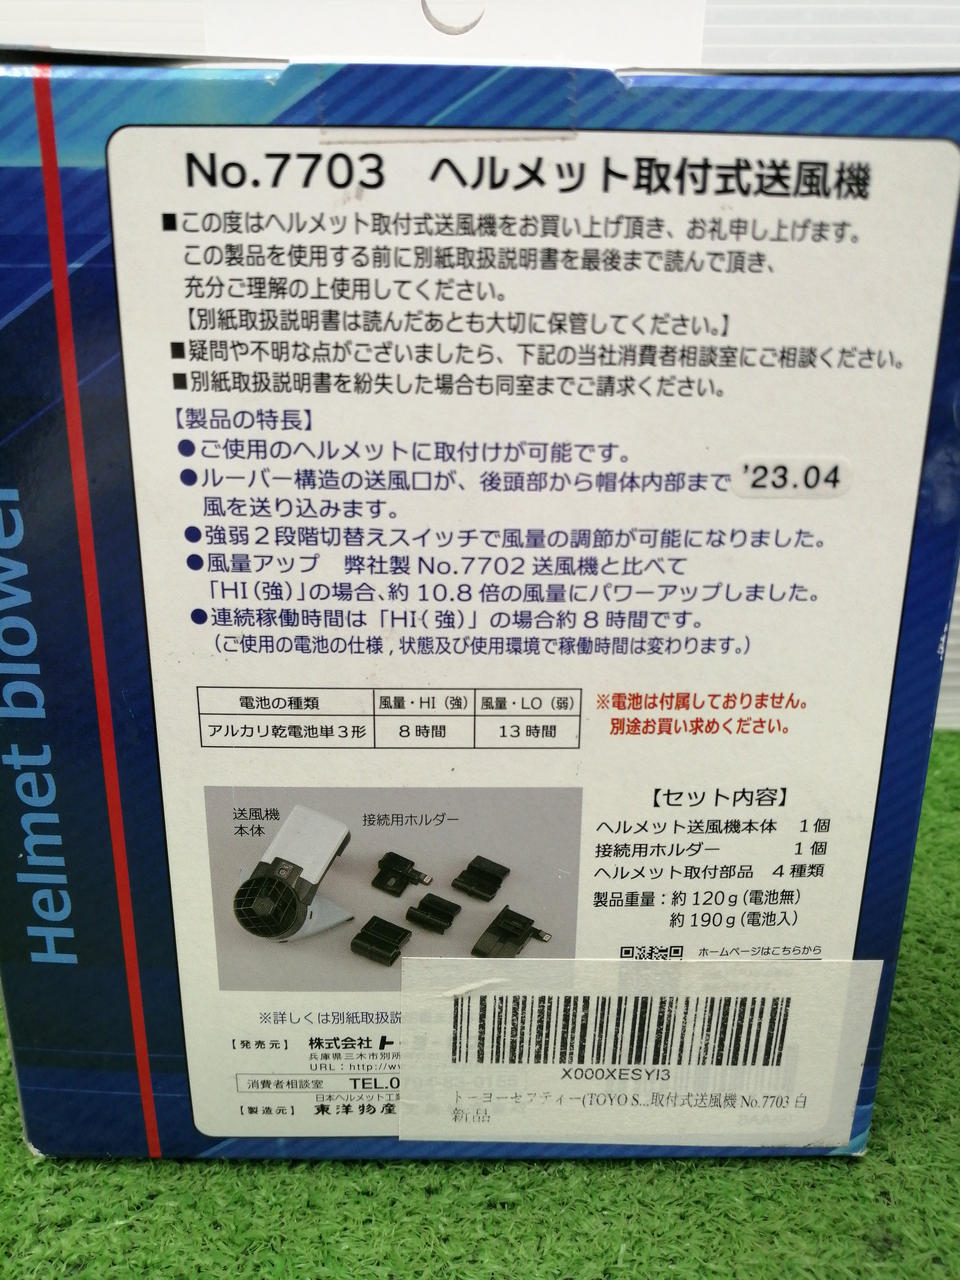 Helmet blower
No.7703 ヘルメット取付式送風機
■この度はヘルメット取付式送風機をお買い上げ頂き、お礼申し上げます。
この製品を使用する前に別紙取扱説明書を最後まで読んで頂き、
充分ご理解の上使用してください。
【別紙取扱説明書は読んだあとも大切に保管してください。】
■疑問や不明な点がございましたら、下記の当社消費者相談室にご相談ください。
■別紙取扱説明書を紛失した場合も同室までご請求ください。
【製品の特長】
●ご使用のヘルメットに取付けが可能です。
●ルーバー構造の送風口が、後頭部から帽体内部まで
風を送り込みます。
'23.04
●強弱2段階切替えスイッチで風量の調節が可能になりました。
●風量アップ 弊社製No.7702送風機と比べて
「HI(強)」の場合、約10.8倍の風量にパワーアップしました。
●連続稼働時間は「HI(強)」の場合約8時間です。
(ご使用の電池の仕様,状態及び使用環境で稼働時間は変わります。)
電池の種類 風量・HI(強) 風量・LO(弱)
アルカリ乾電池単3形 8時間 13時間
※電池は付属しておりません。
別途お買い求めください。
送風機
本体
接続用ホルダー
【セット内容】
ヘルメット送風機本体 1個
接続用ホルダー 1個
ヘルメット取付部品 4種類
製品重量：約120g(電池無)
約190g(電池入)
ホームページはこちらから
※詳しくは別紙取扱説
【発売元】 株式会社ト
兵庫県三木市別所
URL：http://w
消費者相談室 TEL.0
日本ヘルメット工業
【製造元】 東洋物産
X000XESYI3
トーヨーセフティー(TOYO S...取付式送風機 No.7703 白
新品